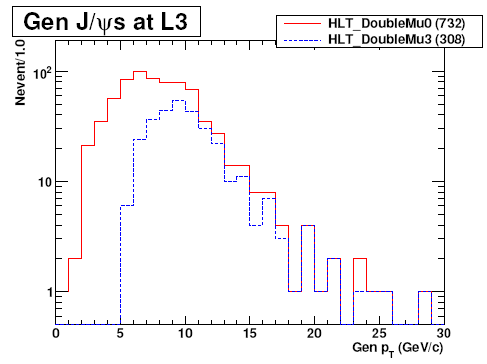 Gen J/ψs at L3
HLT_DoubleMu0 (732)
HLT_DoubleMu3 (308)
Nevent/1.0
10²
10
1
0 5 10 15 20 25 30
Gen p_T (GeV/c)